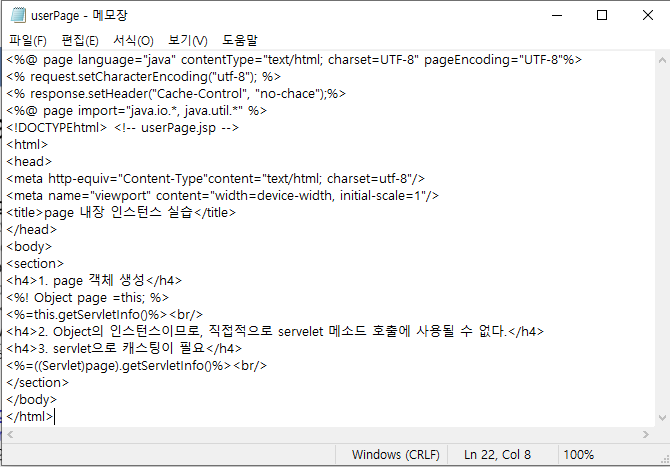 userPage - 메모장
파일(F) 편집(E) 서식(O) 보기(V) 도움말
<%@ page language="java" contentType="text/html; charset=UTF-8" pageEncoding="UTF-8"%>
<% request.setCharacterEncoding("utf-8"); %>
<% response.setHeader("Cache-Control", "no-chace");%>
<%@ page import="java.io.*, java.util.*" %>
<!DOCTYPEhtml> <!-- userPage.jsp -->
<html>
<head>
<meta http-equiv="Content-Type"content="text/html; charset=utf-8"/>
<meta name="viewport" content="width=device-width, initial-scale=1"/>
<title>page 내장 인스턴스 실습</title>
</head>
<body>
<section>
<h4>1. page 객체 생성</h4>
<%! Object page =this; %>
<%=this.getServletInfo()%><br/>
<h4>2. Object의 인스턴스이므로, 직접적으로 servelet 메소드 호출에 사용될 수 없다.</h4>
<h4>3. servlet으로 캐스팅이 필요</h4>
<%=((Servlet)page).getServletInfo()%><br/>
</section>
</body>
</html>
Windows (CRLF) Ln 22, Col 8 100%